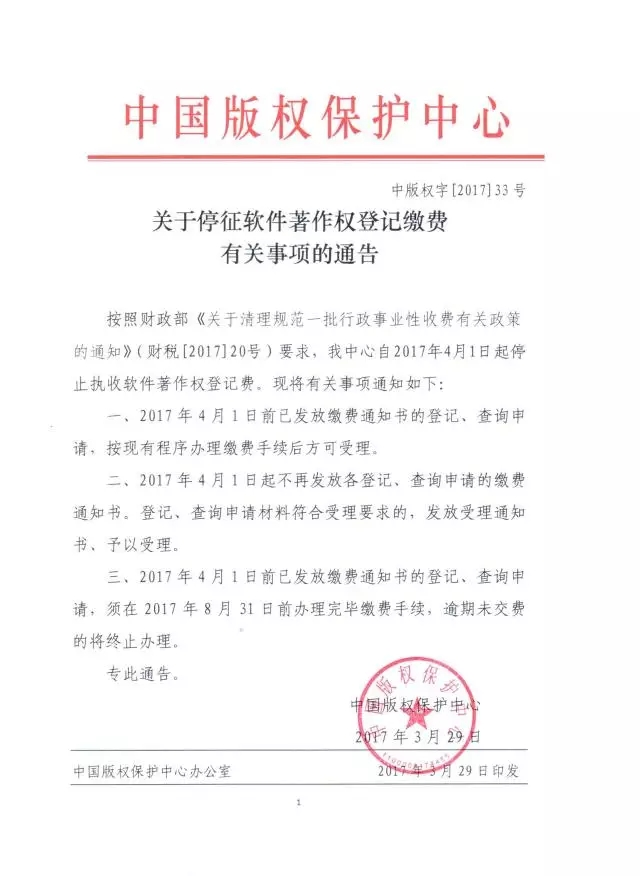 中国版权保护中心
中版权字[2017]33号
关于停征软件著作权登记缴费
有关事项的通告
按照财政部《关于清理规范一批行政事业性收费有关政策
的通知》（财税[2017]20号）要求，我中心自2017年4月1日起停
止执收软件著作权登记费。现将有关事项通知如下：
一、2017年4月1日前已发放缴费通知书的登记、查询申
请，按现有程序办理缴费手续后方可受理。
二、2017年4月1日起不再发放各登记、查询申请的缴费
通知书。登记、查询申请材料符合受理要求的，发放受理通知
书、予以受理。
三、2017年4月1日前已发放缴费通知书的登记、查询申
请，须在2017年8月31日前办理完毕缴费手续，逾期未交费
的将终止办理。
专此通告。
中国版权保护中心
中国版权保护中心
2017年3月29日
中国版权保护中心办公室 2017年3月29日印发
1